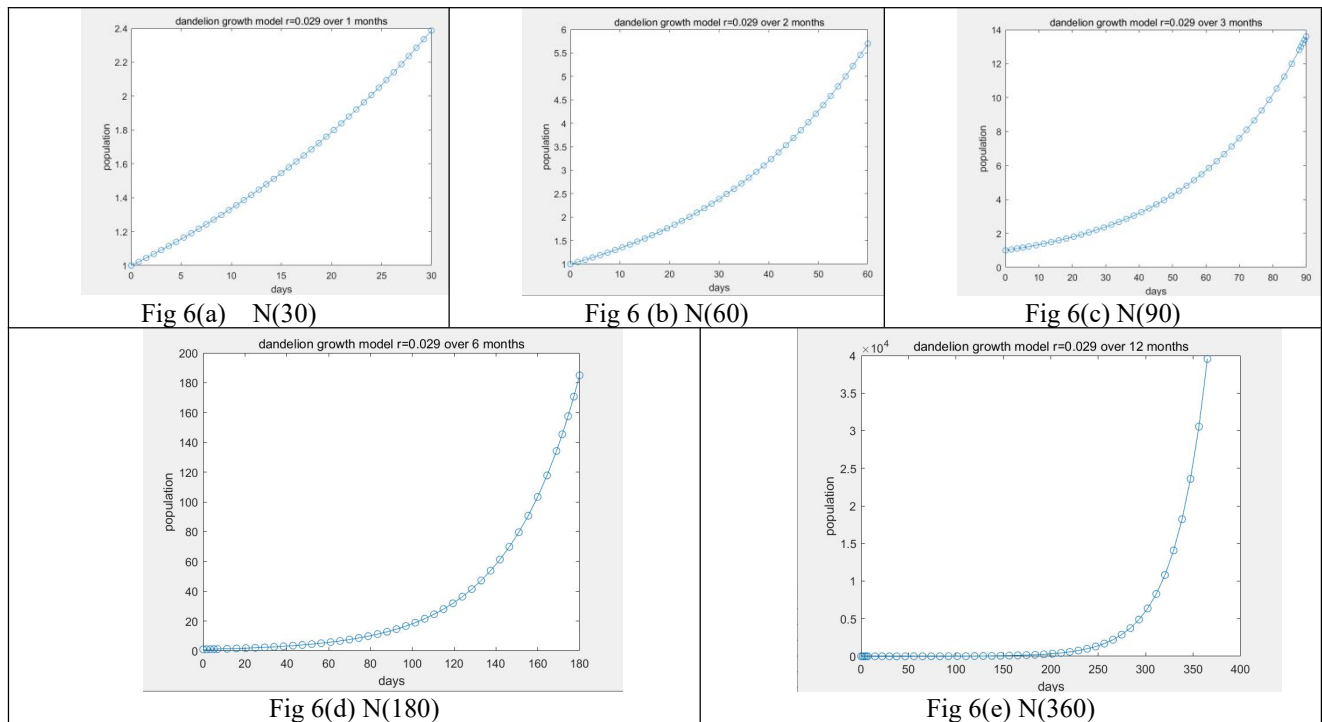 dandelion growth model r=0.029 over 1 months
2.4
2.2
2
1.8
1.6
1.4
1.2
1
population
0 5 10 15 20 25 30
days
Fig 6(a) N(30)
dandelion growth model r=0.029 over 2 months
6
5.5
5
4.5
4
3.5
3
2.5
2
1.5
1
population
0 10 20 30 40 50 60
days
Fig 6 (b) N(60)
dandelion growth model r=0.029 over 3 months
14
12
10
8
6
4
2
0
population
0 10 20 30 40 50 60 70 80 90
days
Fig 6(c) N(90)
dandelion growth model r=0.029 over 6 months
200
180
160
140
120
100
80
60
40
20
0
population
0 20 40 60 80 100 120 140 160 180
days
Fig 6(d) N(180)
×10⁴
dandelion growth model r=0.029 over 12 months
4
3.5
3
2.5
2
1.5
1
0.5
0
population
0 50 100 150 200 250 300 350 400
days
Fig 6(e) N(360)